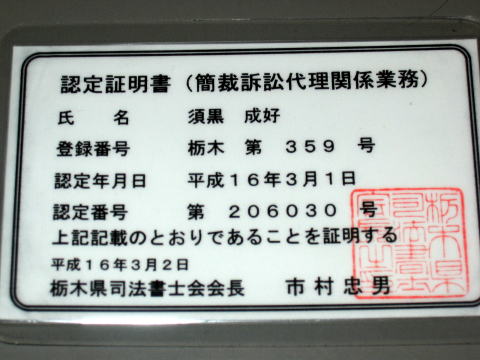 認定証明書（簡裁訴訟代理関係業務）
氏　　名　　須黒　成好
登録番号　　栃木　第　３５９　号
認定年月日　　平成１６年３月１日
認定番号　　第　２０６０３０　号
上記記載のとおりであることを証明する
平成１６年３月２日
栃木県司法書士会会長　　市村忠男